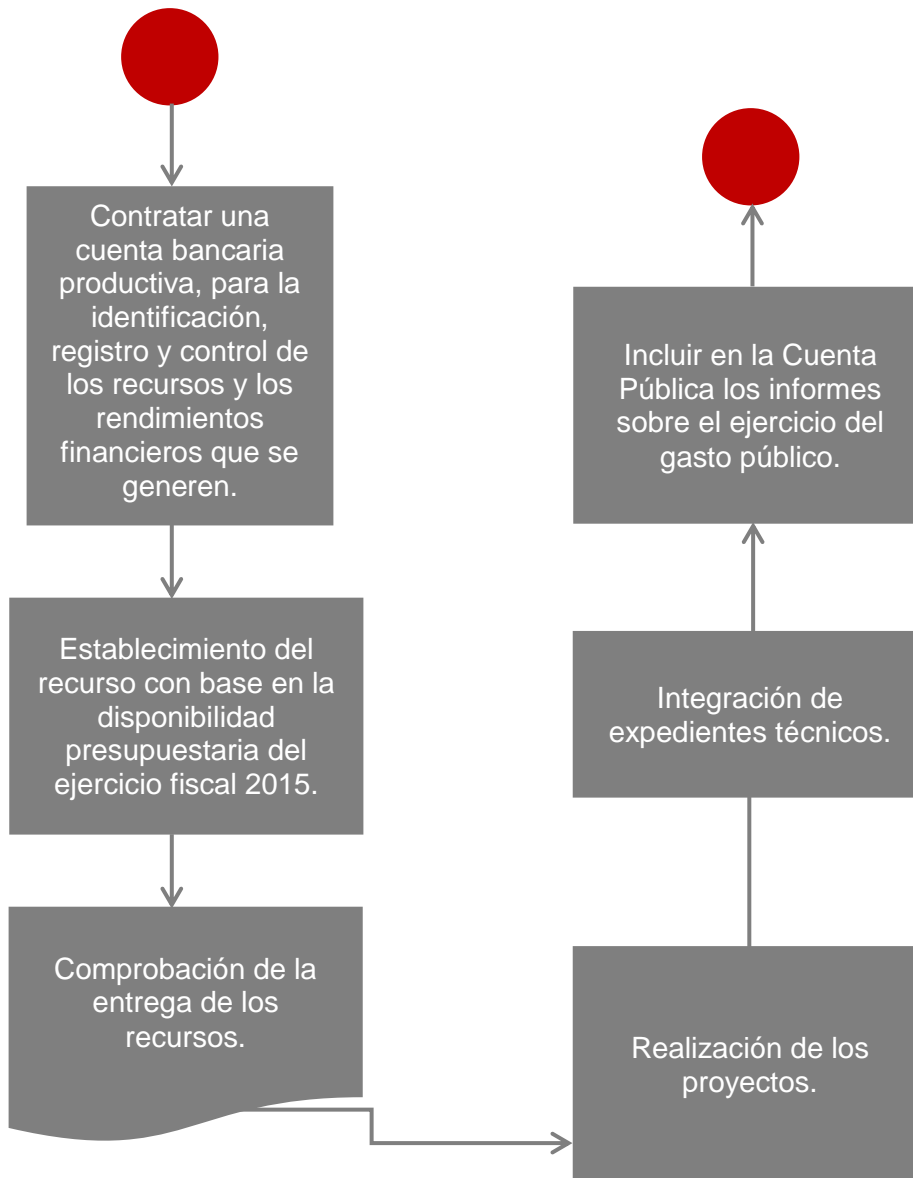 Contratar una
cuenta bancaria
productiva, para la
identificación,
registro y control de
los recursos y los
rendimientos
financieros que se
generen.
Establecimiento del
recurso con base en la
disponibilidad
presupuestaria del
ejercicio fiscal 2015.
Comprobación de la
entrega de los
recursos.
Realización de los
proyectos.
Integración de
expedientes técnicos.
Incluir en la Cuenta
Pública los informes
sobre el ejercicio del
gasto público.